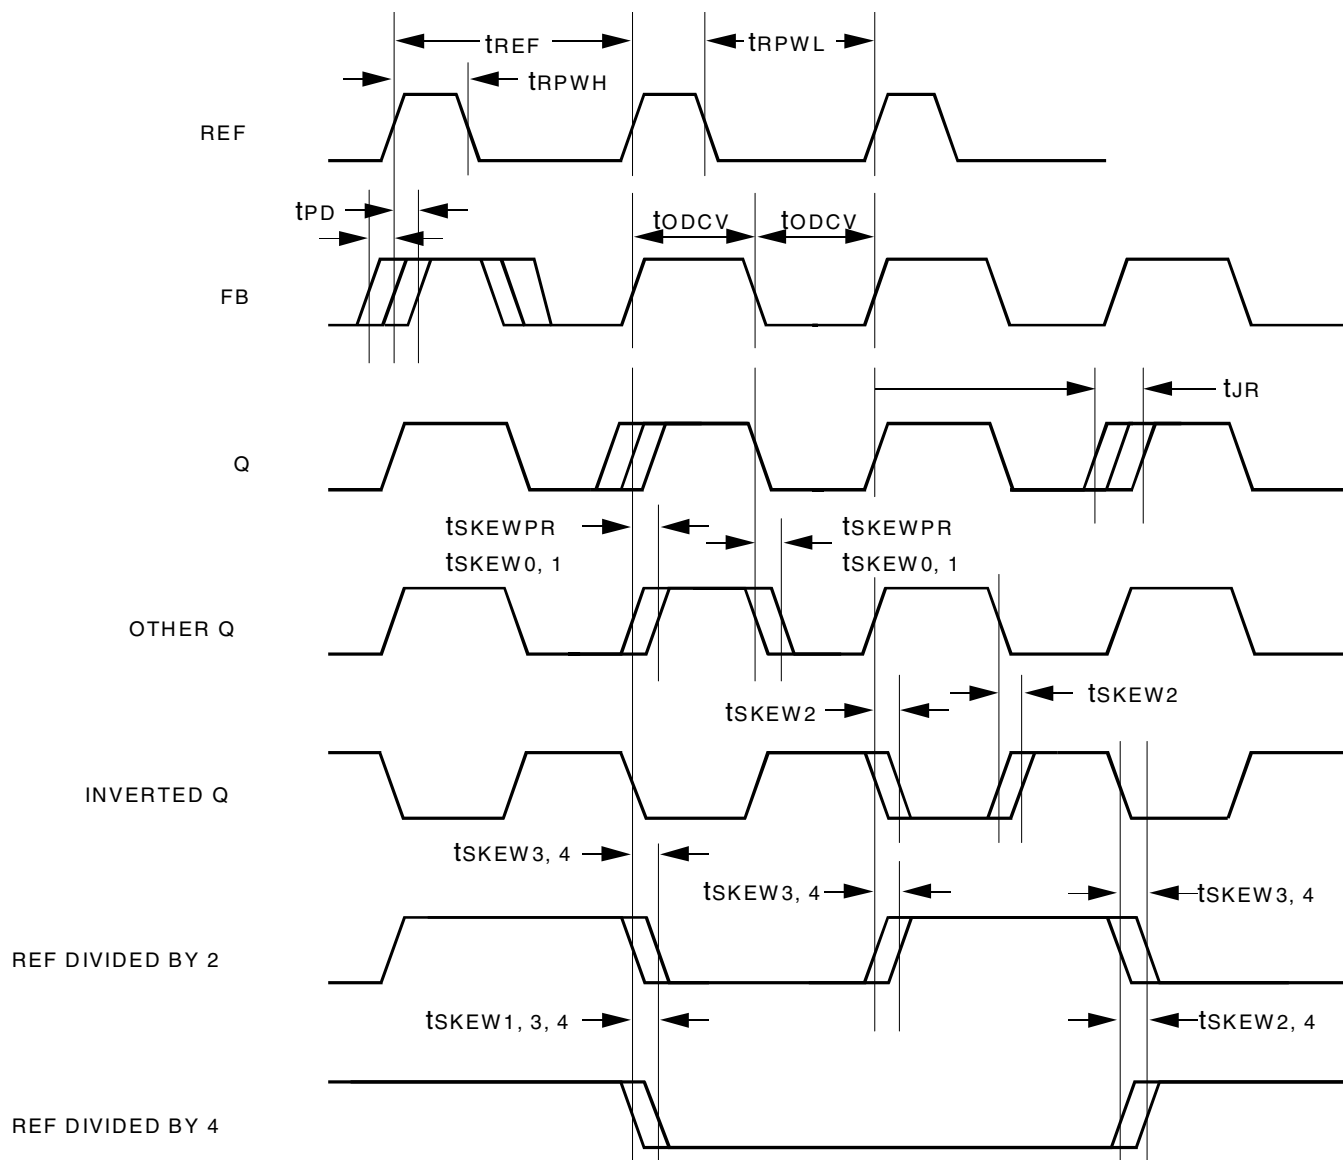 tREF
tRPWL
tRPWH
REF
tPD
tODCV
tODCV
FB
tJR
Q
tSKEWPR
tSKEW0, 1
tSKEWPR
tSKEW0, 1
OTHER Q
tSKEW2
tSKEW2
INVERTED Q
tSKEW3, 4
tSKEW3, 4
tSKEW3, 4
REF DIVIDED BY 2
tSKEW1, 3, 4
tSKEW2, 4
REF DIVIDED BY 4